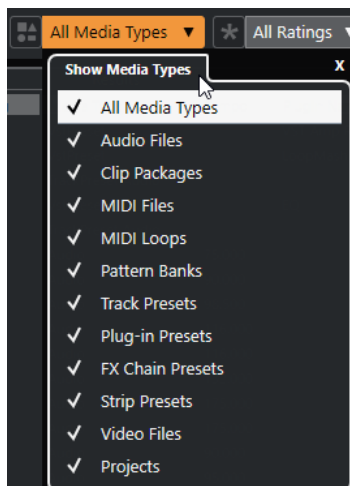 All Media Types All Ratings
Show Media Types X
All Media Types
Audio Files
Clip Packages
MIDI Files
MIDI Loops
Pattern Banks
Track Presets
Plug-in Presets
FX Chain Presets
Strip Presets
Video Files
Projects